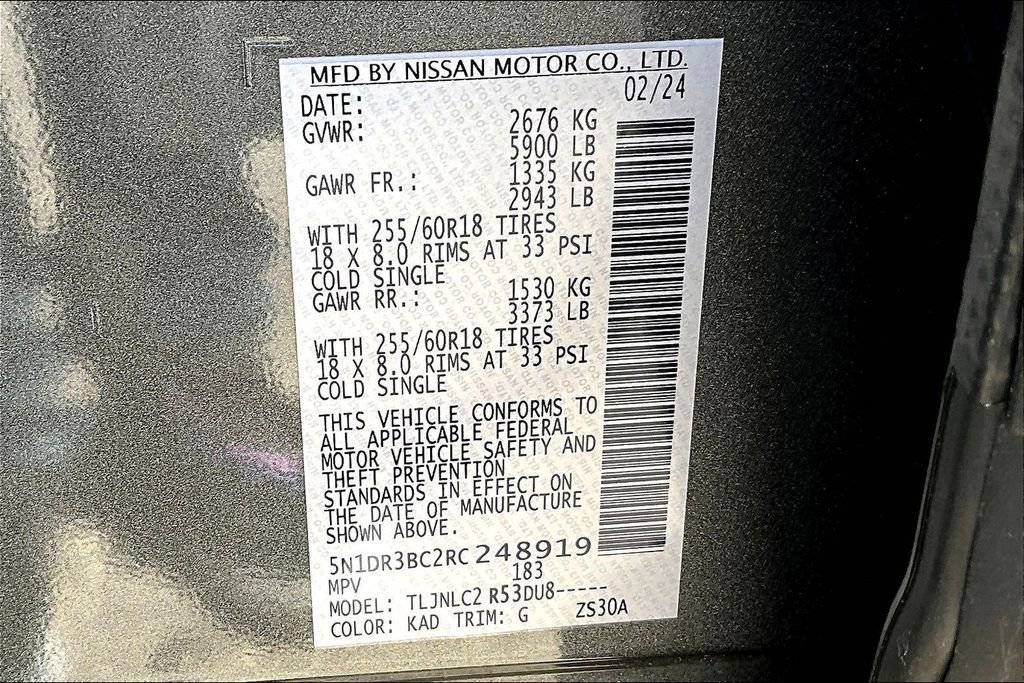 MFD BY NISSAN MOTOR CO., LTD.
DATE: 02/24
GVWR: 2676 KG
5900 LB
GAWR FR.: 1335 KG
2943 LB
WITH 255/60R18 TIRES
18 X 8.0 RIMS AT 33 PSI
COLD SINGLE
GAWR RR.: 1530 KG
3373 LB
WITH 255/60R18 TIRES
18 X 8.0 RIMS AT 33 PSI
COLD SINGLE
THIS VEHICLE CONFORMS TO
ALL APPLICABLE FEDERAL
MOTOR VEHICLE SAFETY AND
THEFT PREVENTION
STANDARDS IN EFFECT ON
THE DATE OF MANUFACTURE
SHOWN ABOVE.
5N1DR3BC2RC 248919
MPV 183
MODEL: TLJNLC2 R53DU8-----
COLOR: KAD TRIM: G ZS30A